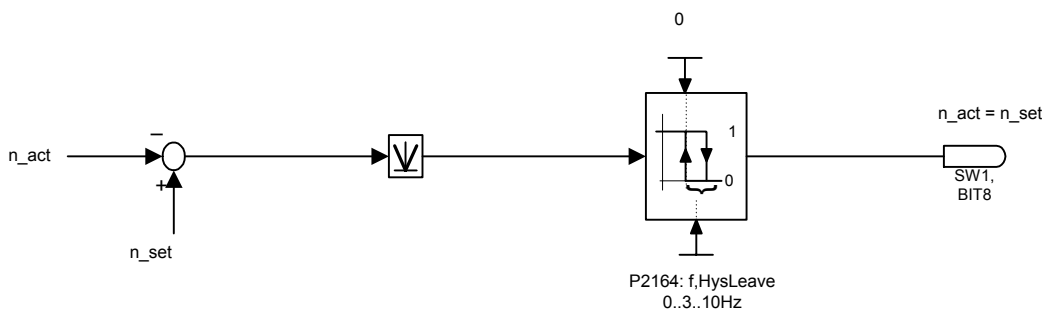 0
n_act = n_set
–
n_act
1
+
0
SW1,
BIT8
n_set
P2164: f,HysLeave
0..3..10Hz